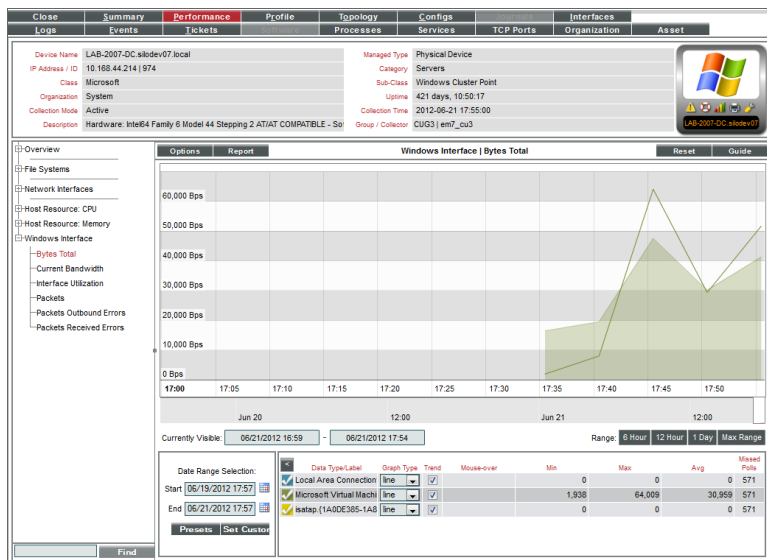 Close Summary Performance Profile Topology Configs Journals Interfaces
Logs Events Tickets Software Processes Services TCP Ports Organization Asset
Device Name LAB-2007-DC.silodev07.local Managed Type Physical Device
IP Address / ID 10.168.44.214 | 974 Category Servers
Class Microsoft Sub-Class Windows Cluster Point
Organization System Uptime 421 days, 10:50:17
Collection Mode Active Collection Time 2012-06-21 17:55:00
Description Hardware: Intel64 Family 6 Model 44 Stepping 2 AT/AT COMPATIBLE - So Group / Collector CUG3 | em7_cu3
LAB-2007-DC.silodev07
Overview
File Systems
Network Interfaces
Host Resource: CPU
Host Resource: Memory
Windows Interface
Bytes Total
Current Bandwidth
Interface Utilization
Packets
Packets Outbound Errors
Packets Received Errors
Find
Options Report Windows Interface | Bytes Total Reset Guide
60,000 Bps
50,000 Bps
40,000 Bps
30,000 Bps
20,000 Bps
10,000 Bps
0 Bps
17:00 17:05 17:10 17:15 17:20 17:25 17:30 17:35 17:40 17:45 17:50
Jun 20 12:00 Jun 21 12:00
Currently Visible: 06/21/2012 16:59 - 06/21/2012 17:54 Range: 6 Hour 12 Hour 1 Day Max Range
Date Range Selection:
Start 06/19/2012 17:57
End 06/21/2012 17:57
Presets Set Custor
< Data Type/Label Graph Type Trend Mouse-over Min Max Avg Missed Polls
Local Area Connection line 0 0 0 571
Microsoft Virtual Machi line 1,938 64,009 30,959 571
isatap.{1A0DE385-1A8 line 0 0 0 571